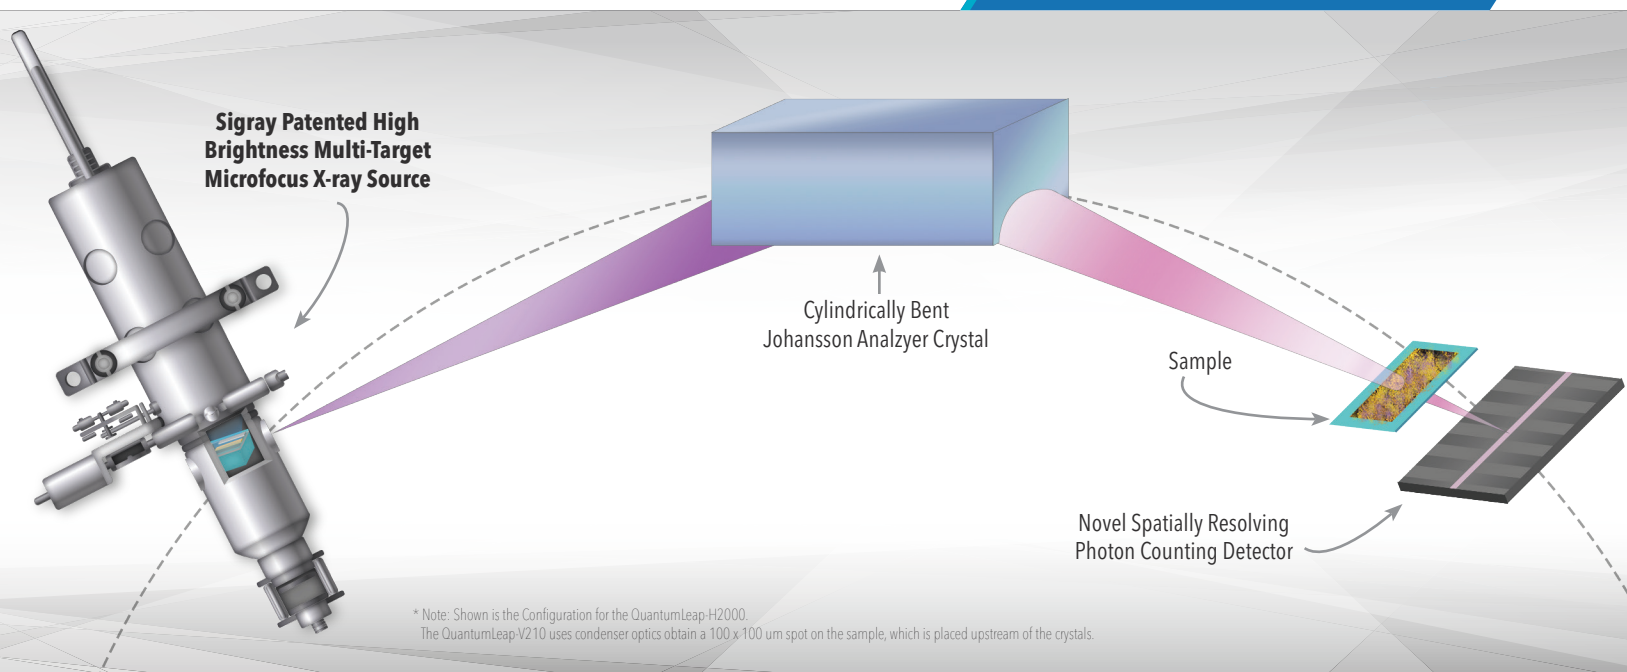 Sigray Patented High
Brightness Multi-Target
Microfocus X-ray Source
Cylindrically Bent
Johansson Analzyer Crystal
Sample
Novel Spatially Resolving
Photon Counting Detector
* Note: Shown is the Configuration for the QuantumLeap-H2000.
The QuantumLeap-V210 uses condenser optics obtain a 100 x 100 um spot on the sample, which is placed upstream of the crystals.